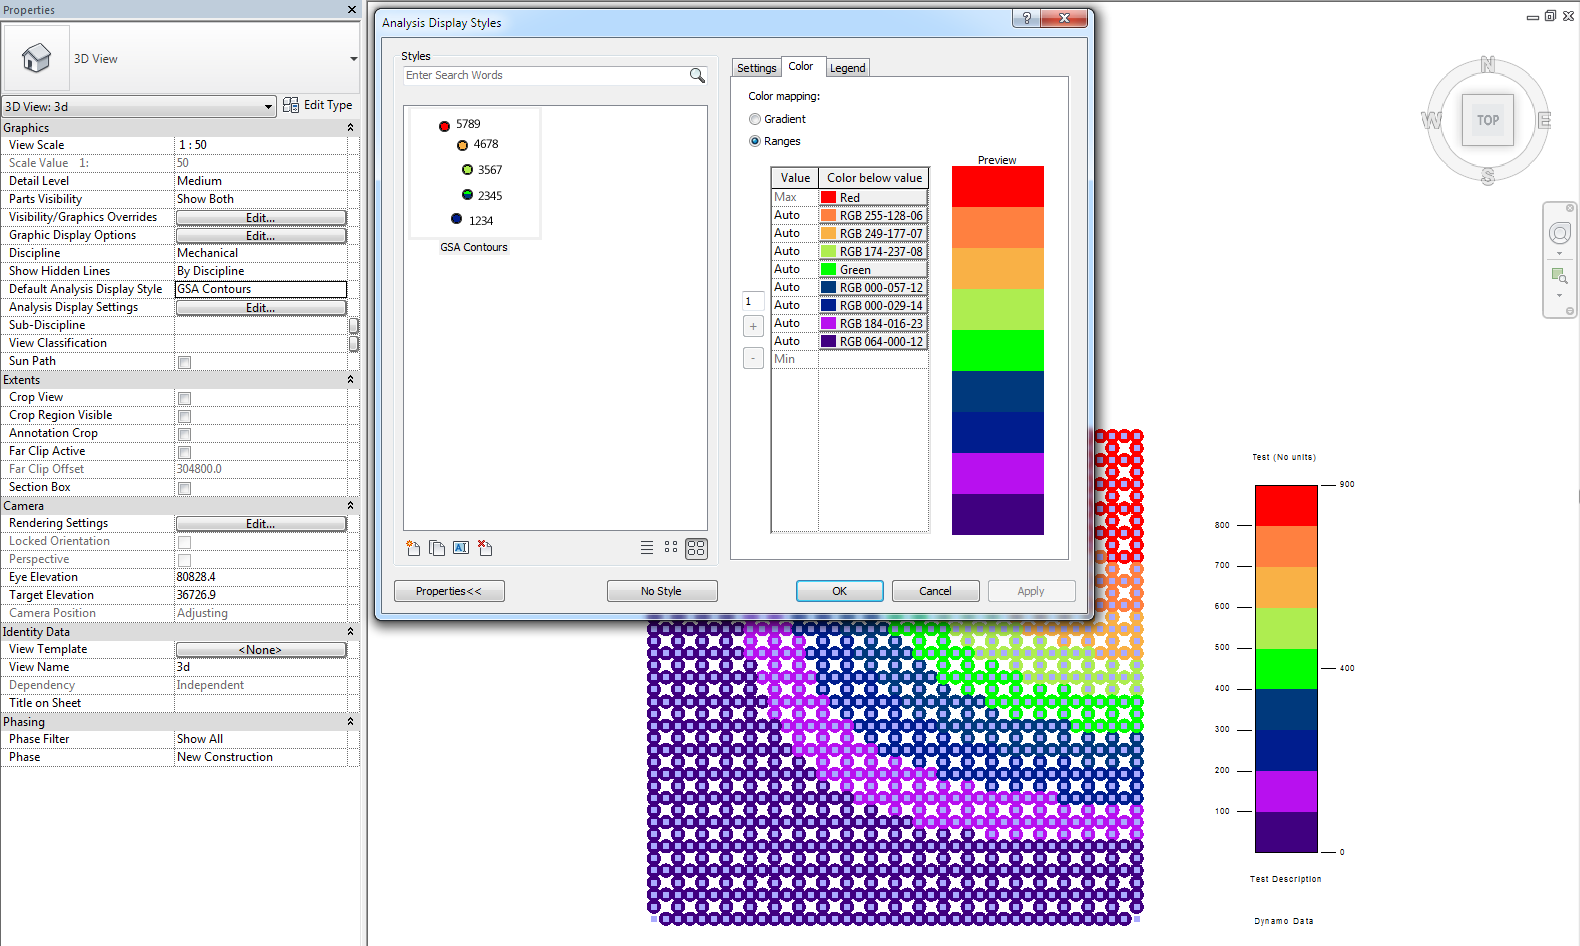 Properties
3D View
3D View: 3d
Edit Type
Graphics
View Scale 1 : 50
Scale Value 1: 50
Detail Level Medium
Parts Visibility Show Both
Visibility/Graphics Overrides Edit...
Graphic Display Options Edit...
Discipline Mechanical
Show Hidden Lines By Discipline
Default Analysis Display Style GSA Contours
Analysis Display Settings Edit...
Sub-Discipline
View Classification
Sun Path
Extents
Crop View
Crop Region Visible
Annotation Crop
Far Clip Active
Far Clip Offset 304800.0
Section Box
Camera
Rendering Settings Edit...
Locked Orientation
Perspective
Eye Elevation 80828.4
Target Elevation 36726.9
Camera Position Adjusting
Identity Data
View Template <None>
View Name 3d
Dependency Independent
Title on Sheet
Phasing
Phase Filter Show All
Phase New Construction
Analysis Display Styles
Styles
Enter Search Words
5789
4678
3567
2345
1234
GSA Contours
AI
Properties<<
No Style
Settings Color Legend
Color mapping:
Gradient
Ranges
Preview
Value Color below value
Max Red
Auto RGB 255-128-06
Auto RGB 249-177-07
Auto RGB 174-237-08
Auto Green
Auto RGB 000-057-12
Auto RGB 000-029-14
Auto RGB 184-016-23
Auto RGB 064-000-12
Min
1
+
-
OK
Cancel
Apply
N
W TOP E
S
Test (No units)
900
800
700
600
500
400 400
300
200
100
0
Test Description
Dynamo Data